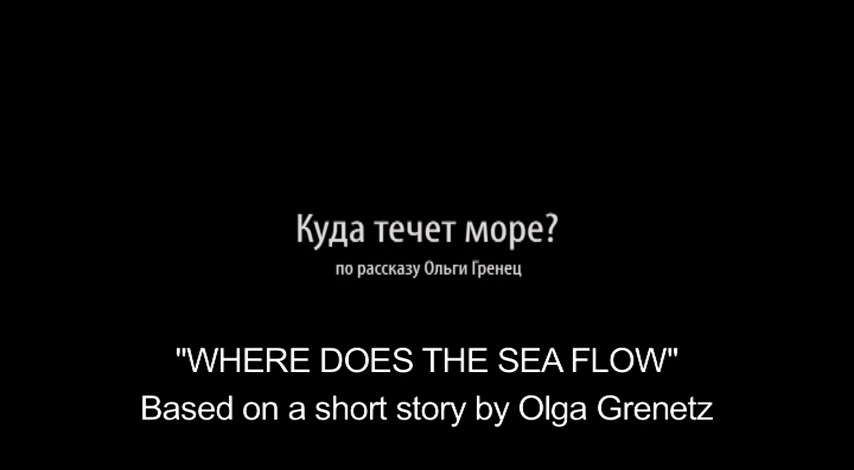 Куда течет море?
по рассказу Ольги Гренец
"WHERE DOES THE SEA FLOW"
Based on a short story by Olga Grenetz